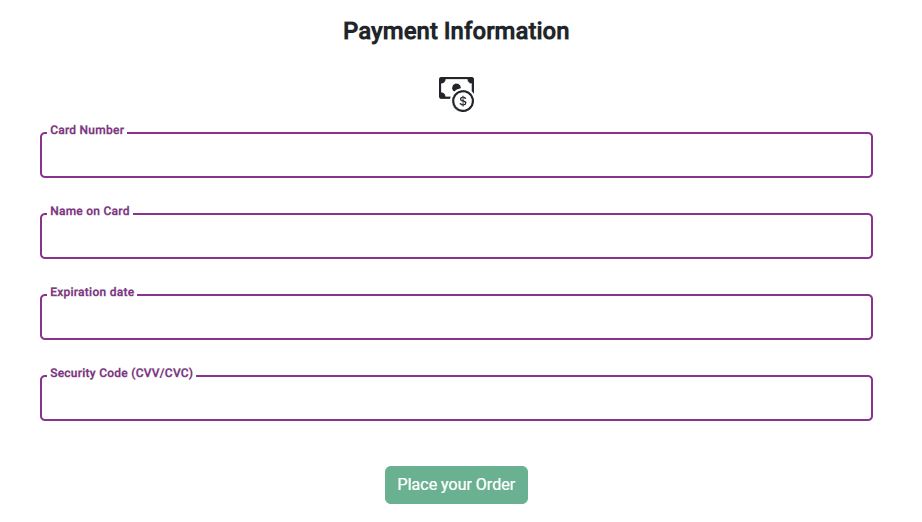 Payment Information
$
Card Number
Name on Card
Expiration date
Security Code (CVV/CVC)
Place your Order